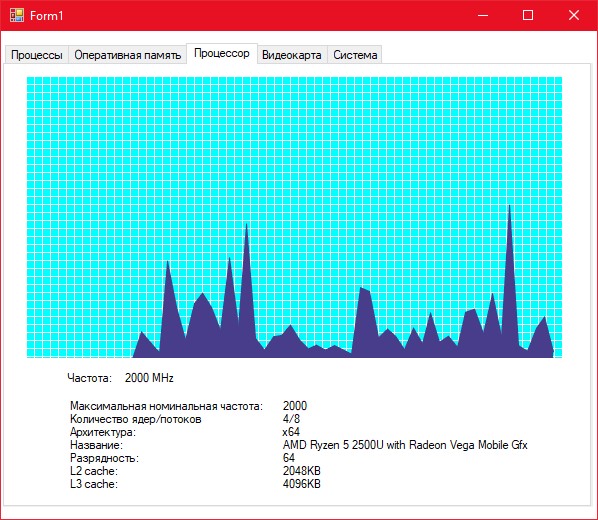 Form1
Процессы Оперативная память Процессор Видеокарта Система
Частота: 2000 MHz
Максимальная номинальная частота: 2000
Количество ядер/потоков 4/8
Архитектура: x64
Название: AMD Ryzen 5 2500U with Radeon Vega Mobile Gfx
Разрядность: 64
L2 cache: 2048KB
L3 cache: 4096KB